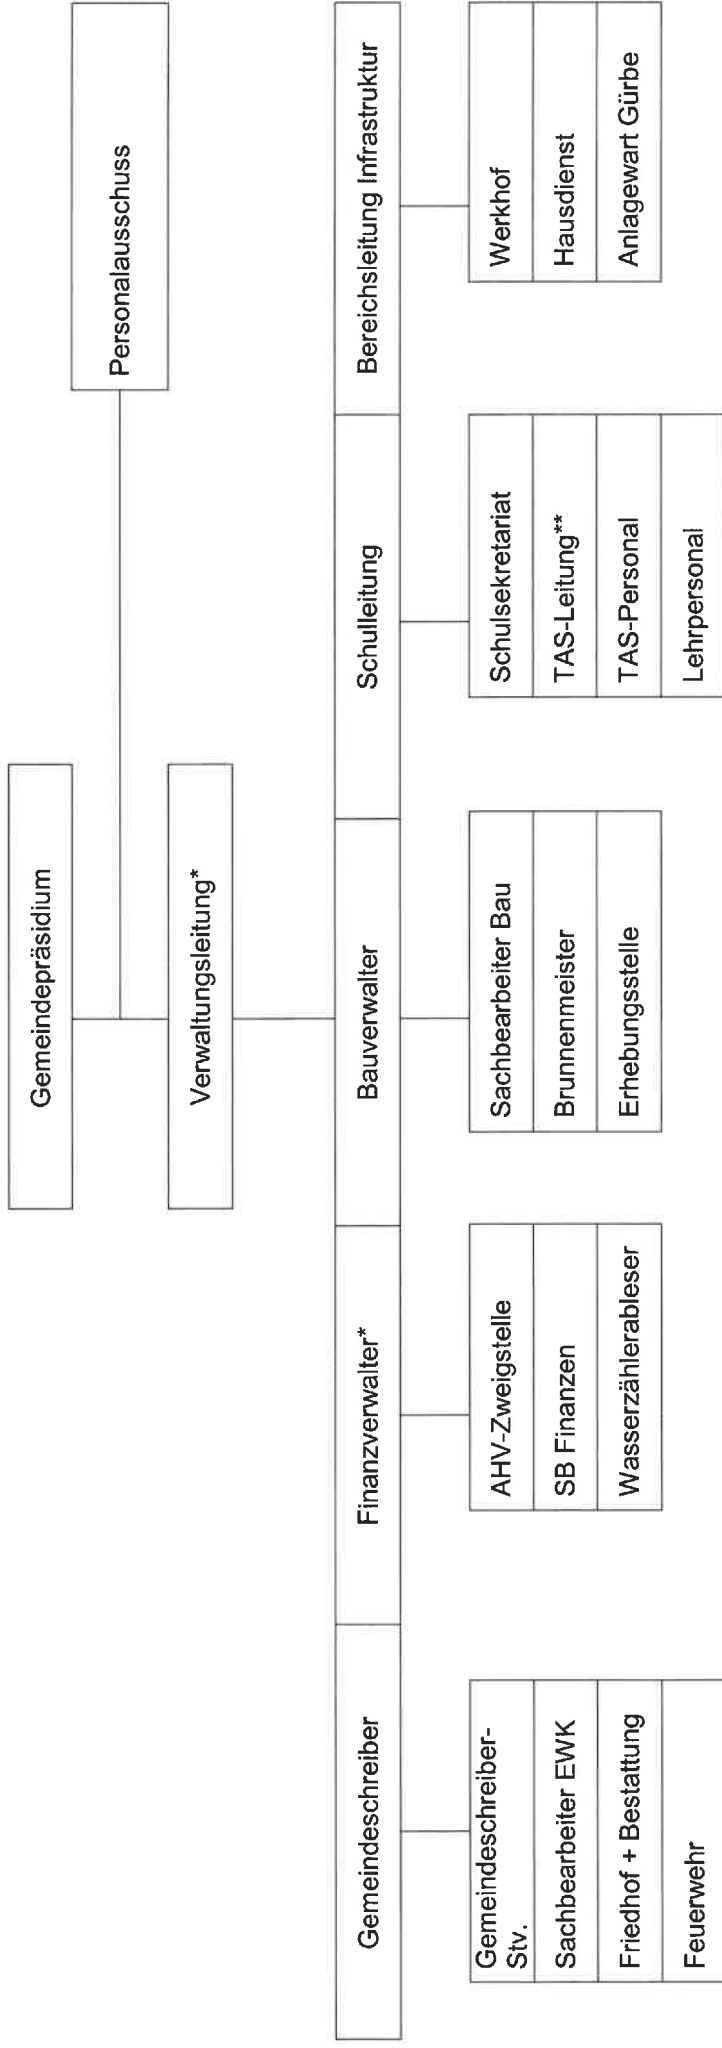 Gemeindepräsidium
Personalausschuss
Verwaltungsleitung*
Gemeindeschreiber
Finanzverwalter*
Bauverwalter
Schulleitung
Bereichsleitung Infrastruktur
Gemeindeschreiber-
Stv.
Sachbearbeiter EWK
Friedhof + Bestattung
Feuerwehr
AHV-Zweigstelle
SB Finanzen
Wasserzählerableser
Sachbearbeiter Bau
Brunnenmeister
Erhebungsstelle
Schulsekretariat
TAS-Leitung**
TAS-Personal
Lehrpersonal
Werkhof
Hausdienst
Anlagewart Gürbe